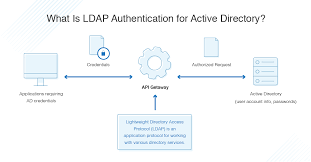 What Is LDAP Authentication for Active Directory?
Credentials
Authorized Request
API Getaway
Applications requiring
AD credentials
Active Directory
(user account info, passwords)
Lightweight Directory Access
Protocol (LDAP) is an
application protocol for working
with various directory services